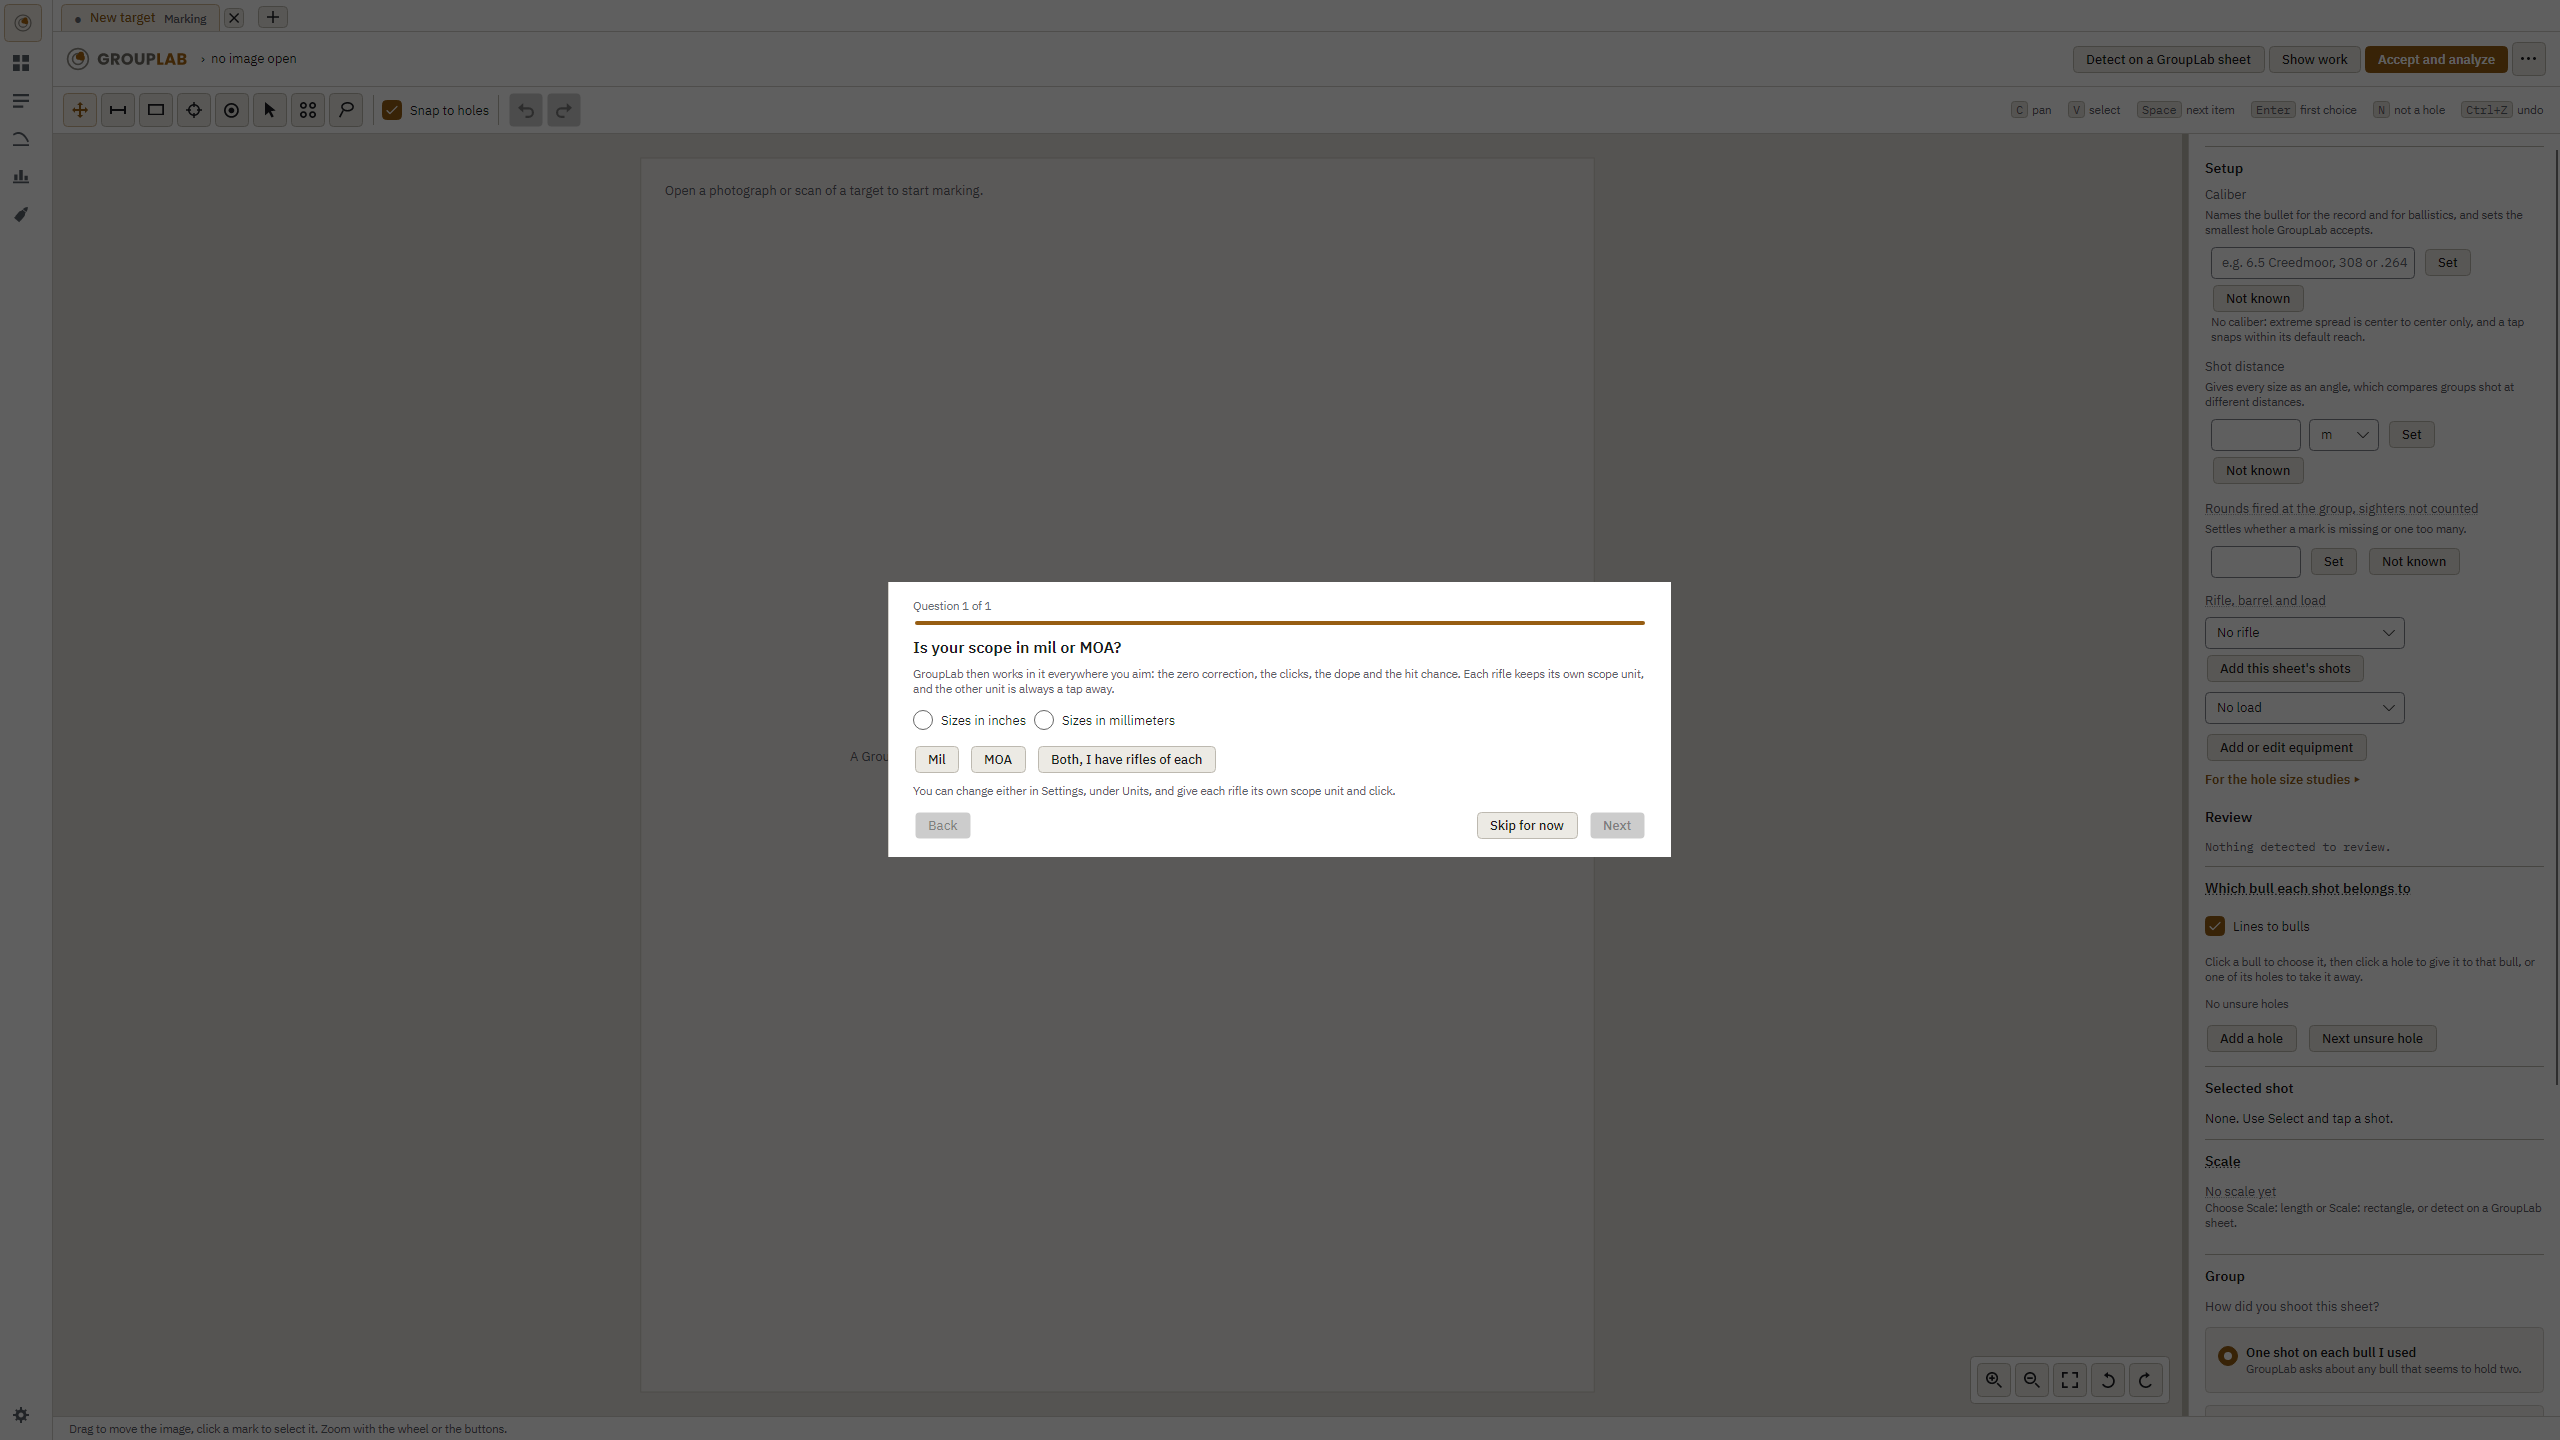 New target Marking
GROUPLAB › no image open
Detect on a GroupLab sheet
Show work
Accept and analyze
Snap to holes
C pan
V select
Space next item
Enter first choice
N not a hole
Ctrl+Z undo
Open a photograph or scan of a target to start marking.
A Grou
Question 1 of 1
Is your scope in mil or MOA?
GroupLab then works in it everywhere you aim: the zero correction, the clicks, the dope and the hit chance. Each rifle keeps its own scope unit,
and the other unit is always a tap away.
Sizes in inches
Sizes in millimeters
Mil
MOA
Both, I have rifles of each
You can change either in Settings, under Units, and give each rifle its own scope unit and click.
Back
Skip for now
Next
Setup
Caliber
Names the bullet for the record and for ballistics, and sets the
smallest hole GroupLab accepts.
e.g. 6.5 Creedmoor, 308 or .264
Set
Not known
No caliber: extreme spread is center to center only, and a tap
snaps within its default reach.
Shot distance
Gives every size as an angle, which compares groups shot at
different distances.
m
Set
Not known
Rounds fired at the group, sighters not counted
Settles whether a mark is missing or one too many.
Set
Not known
Rifle, barrel and load
No rifle
Add this sheet's shots
No load
Add or edit equipment
For the hole size studies ▸
Review
Nothing detected to review.
Which bull each shot belongs to
Lines to bulls
Click a bull to choose it, then click a hole to give it to that bull, or
one of its holes to take it away.
No unsure holes
Add a hole
Next unsure hole
Selected shot
None. Use Select and tap a shot.
Scale
No scale yet
Choose Scale: length or Scale: rectangle, or detect on a GroupLab
sheet.
Group
How did you shoot this sheet?
One shot on each bull I used
GroupLab asks about any bull that seems to hold two.
Drag to move the image, click a mark to select it. Zoom with the wheel or the buttons.